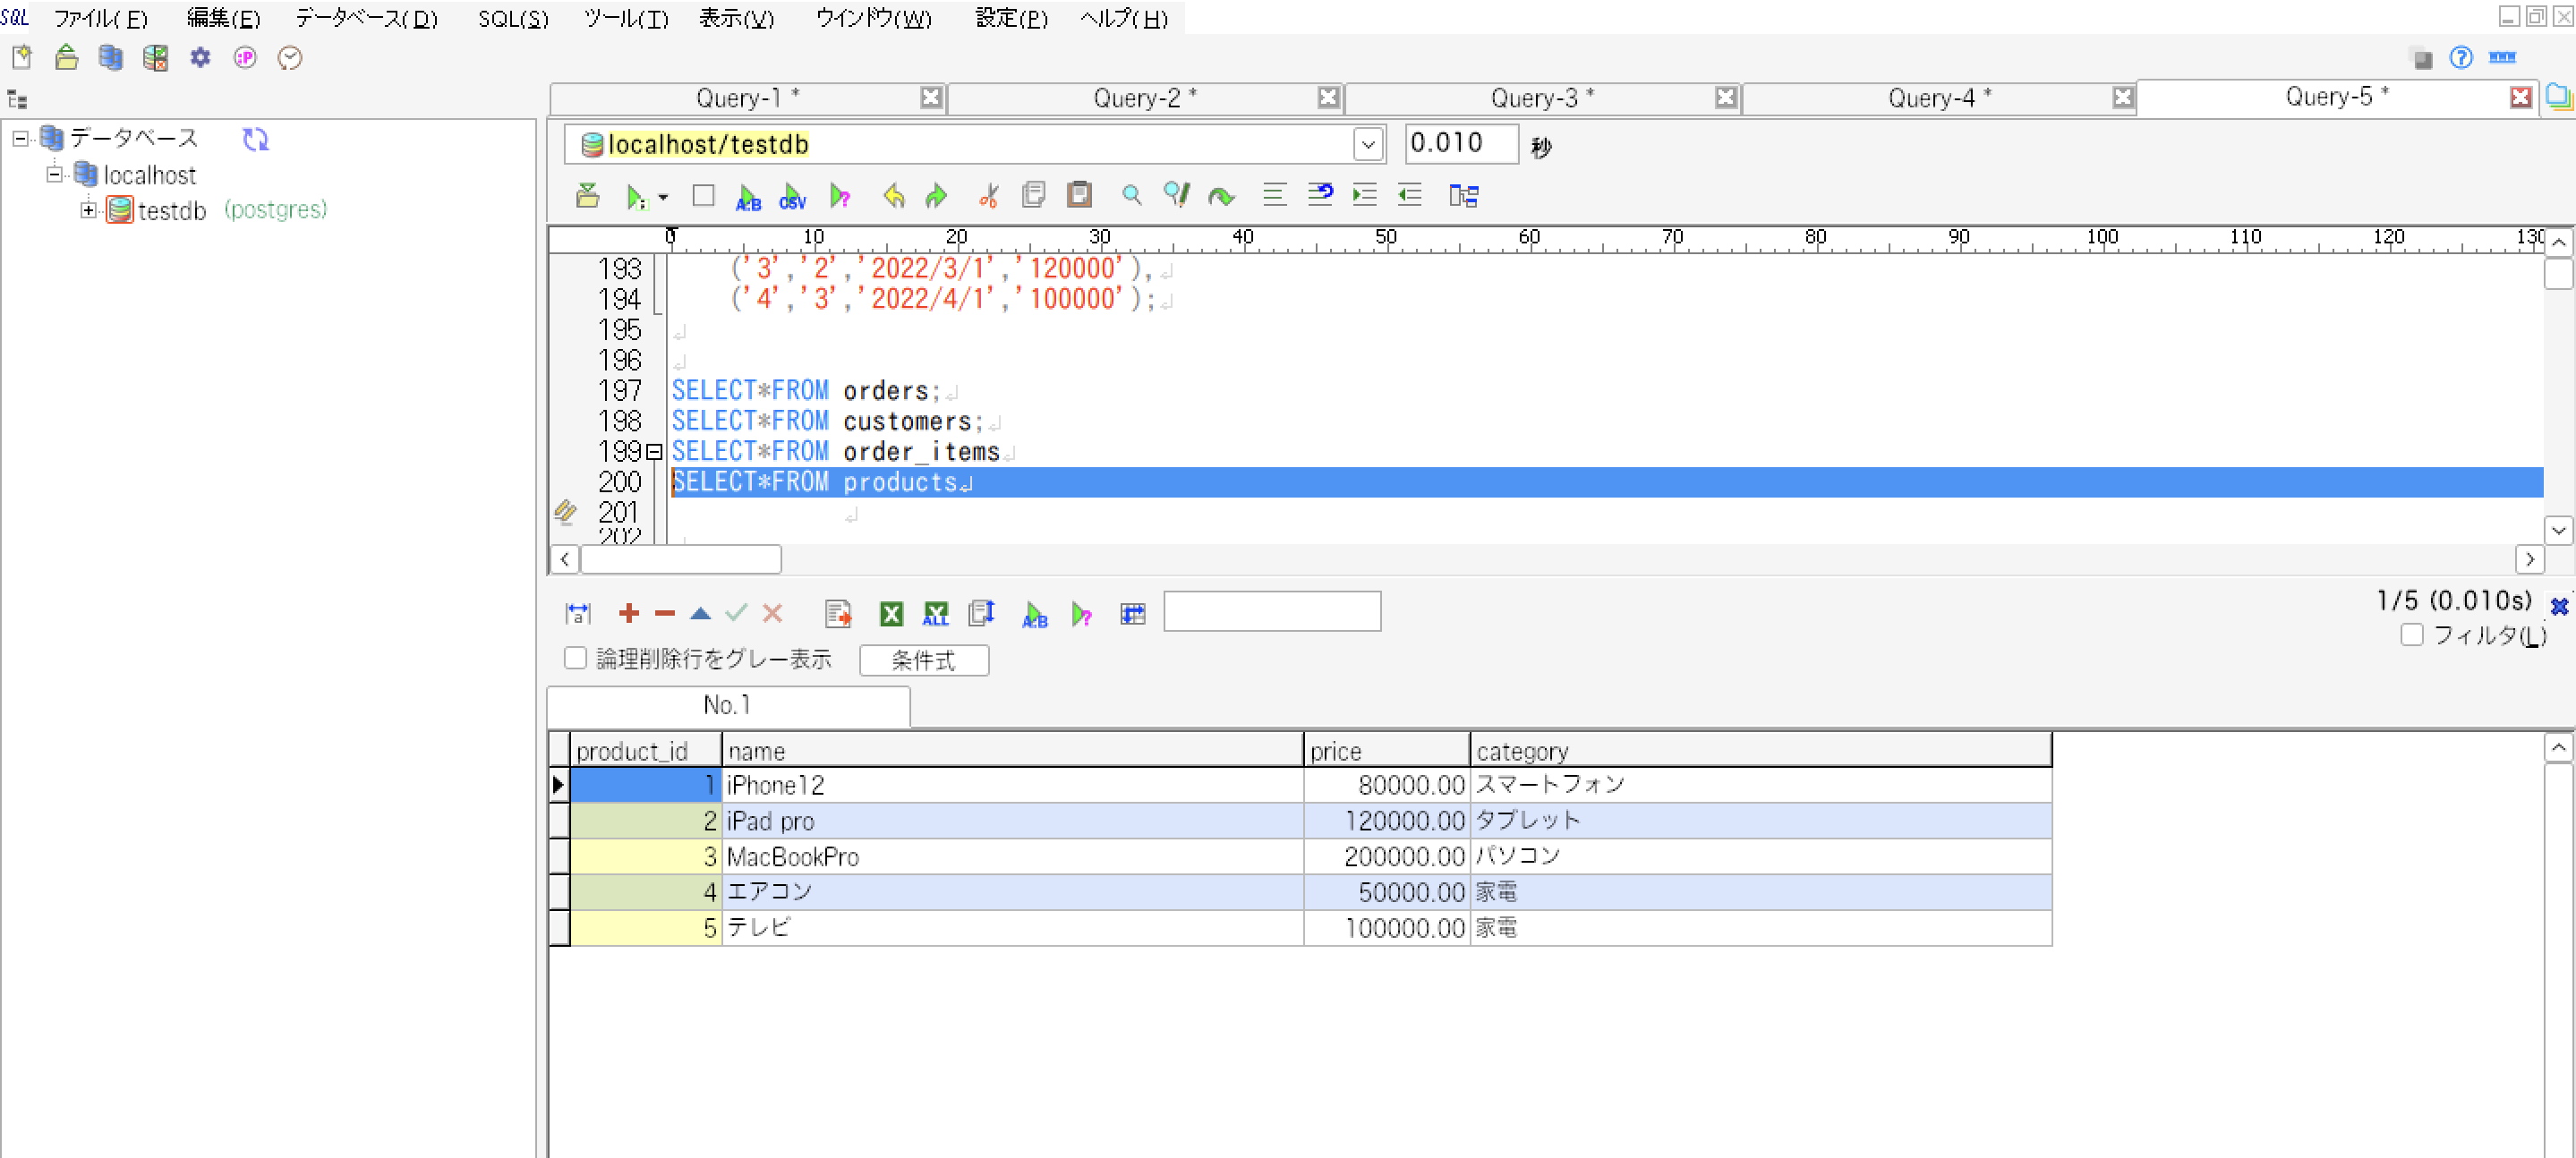 SQL ファイル(F) 編集(E) データベース(D) SQL(S) ツール(T) 表示(V) ウインドウ(W) 設定(P) ヘルプ(H)
Query-1 * Query-2 * Query-3 * Query-4 * Query-5 *
データベース
localhost
testdb (postgres)
localhost/testdb 0.010 秒
A:B CSV
0 10 20 30 40 50 60 70 80 90 100 110 120 130
193 ('3','2','2022/3/1','120000'),
194 ('4','3','2022/4/1','100000');
195
196
197 SELECT*FROM orders;
198 SELECT*FROM customers;
199 SELECT*FROM order_items
200 SELECT*FROM products
201
202
ALL A:B 1/5 (0.010s)
フィルタ(L)
論理削除行をグレー表示 条件式
No.1
product_id name price category
1 iPhone12 80000.00 スマートフォン
2 iPad pro 120000.00 タブレット
3 MacBookPro 200000.00 パソコン
4 エアコン 50000.00 家電
5 テレビ 100000.00 家電